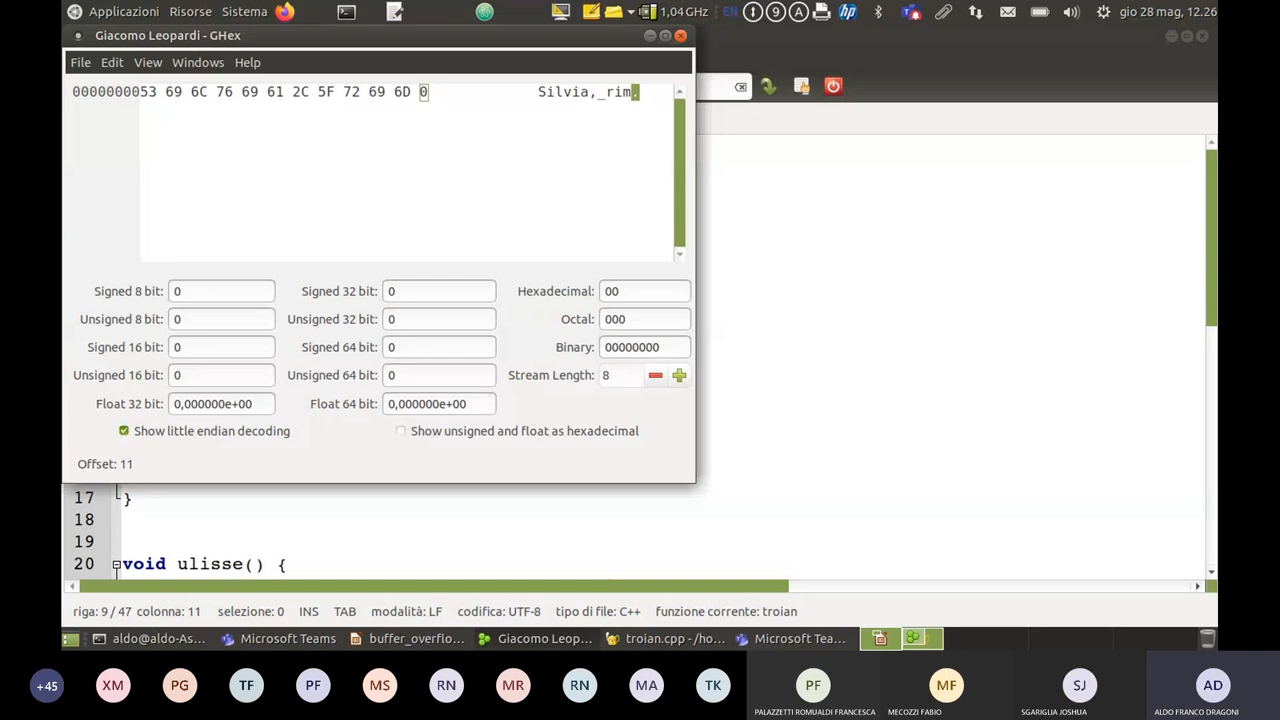 Applicazioni Risorse Sistema 1,04GHz EN 9 A hp gio 28 mag, 12.26
Giacomo Leopardi - GHex
File Edit View Windows Help
0000000053 69 6C 76 69 61 2C 5F 72 69 6D 0 Silvia,_rim.
Signed 8 bit: 0 Signed 32 bit: 0 Hexadecimal: 00
Unsigned 8 bit: 0 Unsigned 32 bit: 0 Octal: 000
Signed 16 bit: 0 Signed 64 bit: 0 Binary: 00000000
Unsigned 16 bit: 0 Unsigned 64 bit: 0 Stream Length: 8
Float 32 bit: 0,000000e+00 Float 64 bit: 0,000000e+00
Show little endian decoding Show unsigned and float as hexadecimal
Offset: 11
17 }
18
19
20 void ulisse() {
riga: 9 / 47 colonna: 11 selezione: 0 INS TAB modalità: LF codifica: UTF-8 tipo di file: C++ funzione corrente: troian
aldo@aldo-As... Microsoft Teams buffer_overflo... Giacomo Leop... troian.cpp - /ho... Microsoft Tea...
+45 XM PG TF PF MS RN MR RN MA TK PF MF SJ AD
PALAZZETTI ROMUALDI FRANCESCA MECOZZI FABIO SGARIGLIA JOSHUA ALDO FRANCO DRAGONI